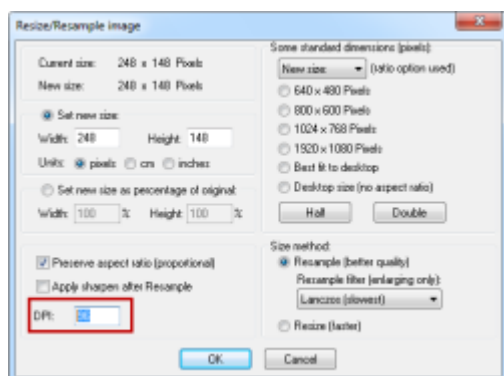 Resize/Resample image
Current size: 248 x 148 Pixels
New size: 248 x 148 Pixels
Set new size:
Width: 248 Height: 148
Units: pixels cm inches
Set new size as percentage of original:
Width: 100 % Height: 100 %
Preserve aspect ratio (proportional)
Apply sharpen after Resample
DPI:
OK
Cancel
Some standard dimensions (pixels):
New size: (ratio option used)
640 x 480 Pixels
800 x 600 Pixels
1024 x 768 Pixels
1920 x 1080 Pixels
Best fit to desktop
Desktop size (no aspect ratio)
Half Double
Size method:
Resample (better quality)
Resample filter (enlarging only):
Lanczos (slowest)
Resize (faster)